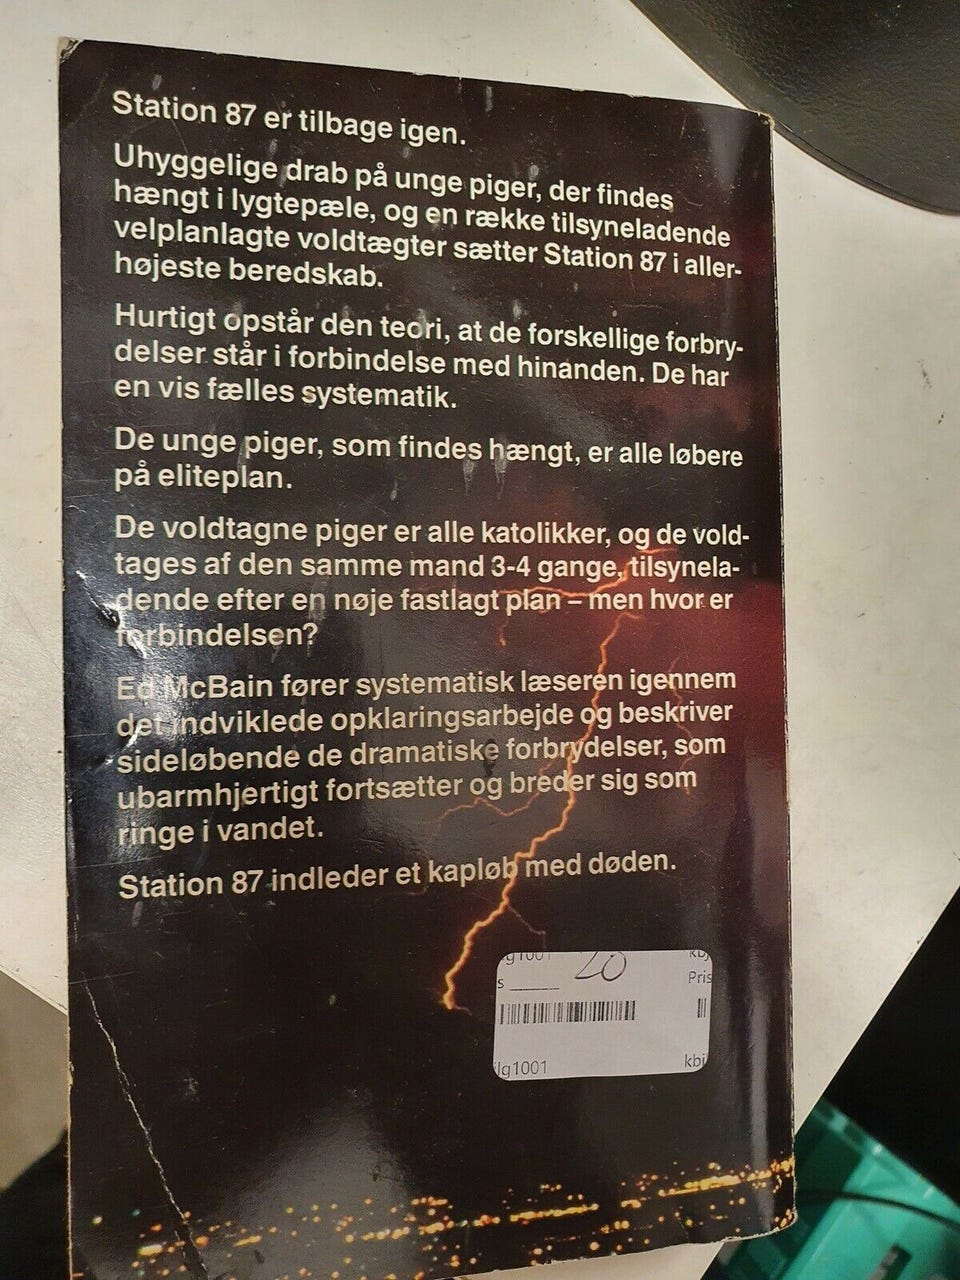 Station 87 er tilbage igen.
Uhyggelige drab på unge piger, der findes
hængt i lygtepæle, og en række tilsyneladende
velplanlagte voldtægter sætter Station 87 i aller-
højeste beredskab.
Hurtigt opstår den teori, at de forskellige forbry-
delser står i forbindelse med hinanden. De har
en vis fælles systematik.
De unge piger, som findes hængt, er alle løbere
på eliteplan.
De voldtagne piger er alle katolikker, og de vold-
tages af den samme mand 3-4 gange, tilsynela-
dende efter en nøje fastlagt plan – men hvor er
forbindelsen?
Ed McBain fører systematisk læseren igennem
det indviklede opklaringsarbejde og beskriver
sideløbende de dramatiske forbrydelser, som
ubarmhjertigt fortsætter og breder sig som
ringe i vandet.
Station 87 indleder et kapløb med døden.
g1001 kbj
s ____ 20 Pris
lg1001 kbj